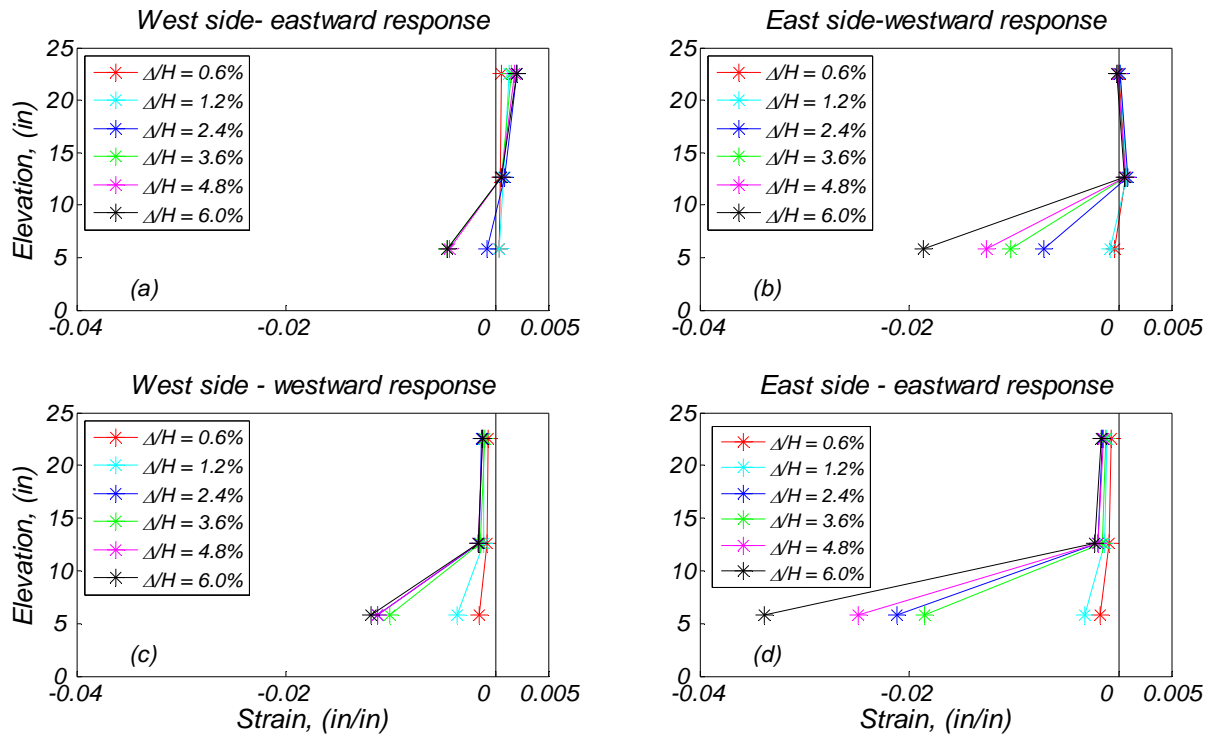 West side- eastward response
25
20
15
10
5
0
Elevation, (in)
Δ/H = 0.6%
Δ/H = 1.2%
Δ/H = 2.4%
Δ/H = 3.6%
Δ/H = 4.8%
Δ/H = 6.0%
(a)
-0.04
-0.02
0
0.005
East side-westward response
25
20
15
10
5
0
Δ/H = 0.6%
Δ/H = 1.2%
Δ/H = 2.4%
Δ/H = 3.6%
Δ/H = 4.8%
Δ/H = 6.0%
(b)
-0.04
-0.02
0
0.005
West side - westward response
25
20
15
10
5
0
Elevation, (in)
Δ/H = 0.6%
Δ/H = 1.2%
Δ/H = 2.4%
Δ/H = 3.6%
Δ/H = 4.8%
Δ/H = 6.0%
(c)
-0.04
-0.02
0
0.005
Strain, (in/in)
East side - eastward response
25
20
15
10
5
0
Δ/H = 0.6%
Δ/H = 1.2%
Δ/H = 2.4%
Δ/H = 3.6%
Δ/H = 4.8%
Δ/H = 6.0%
(d)
-0.04
-0.02
0
0.005
Strain, (in/in)